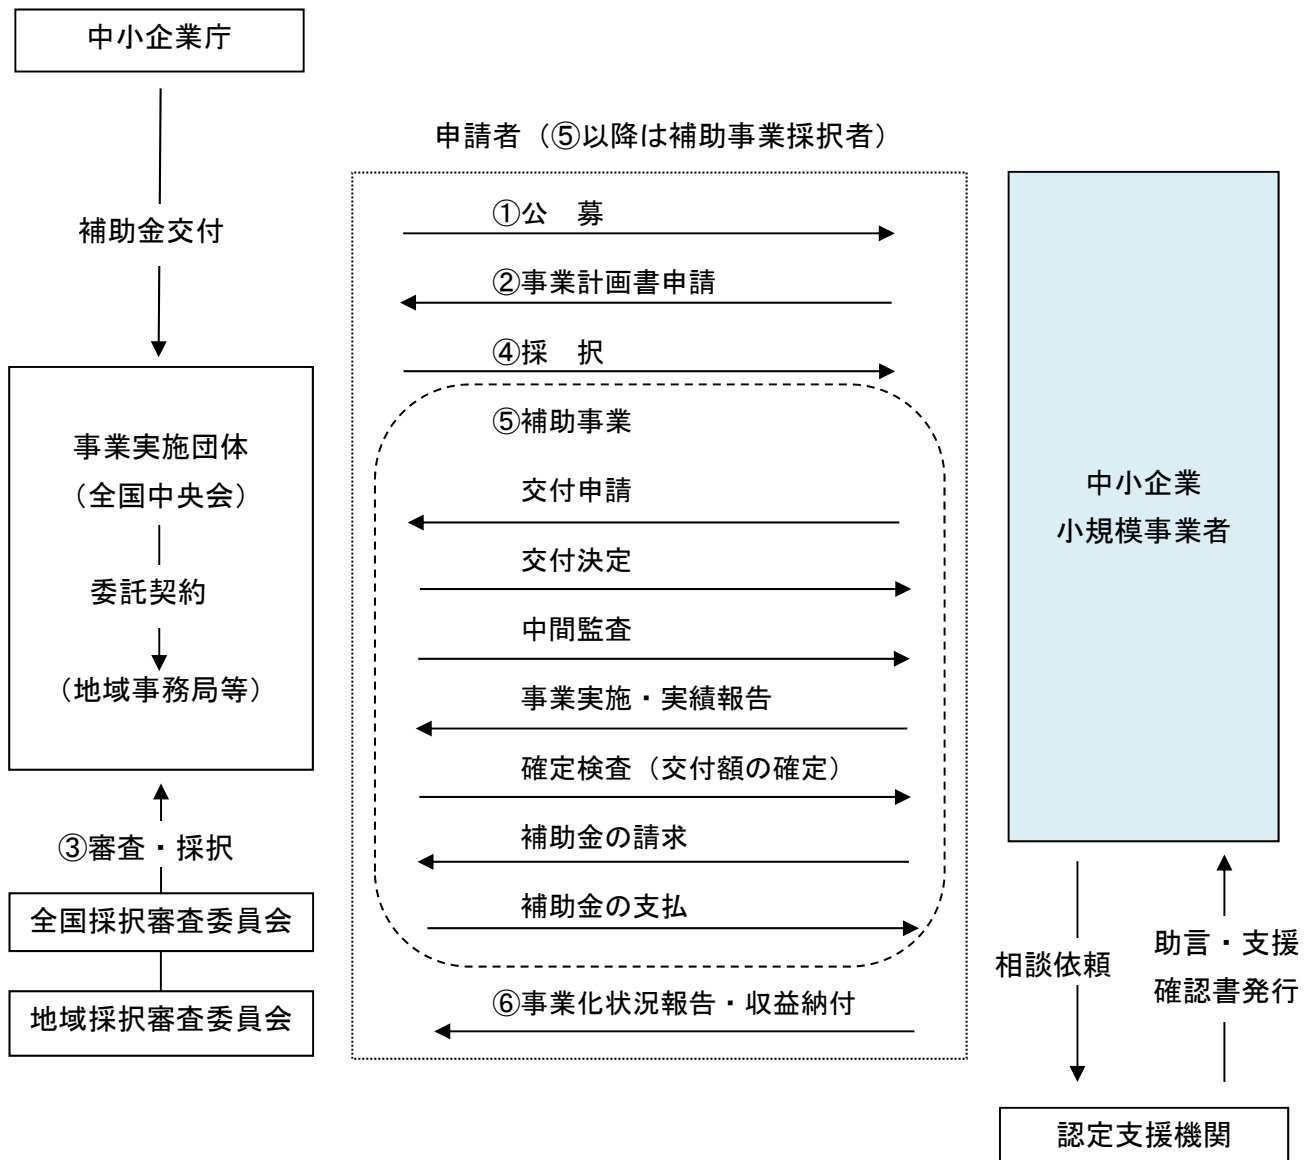 中小企業庁
補助金交付
事業実施団体
(全国中央会)
委託契約
(地域事務局等)
③審査・採択
全国採択審査委員会
地域採択審査委員会
申請者(⑤以降は補助事業採択者)
①公　募
②事業計画書申請
④採　択
⑤補助事業
交付申請
交付決定
中間監査
事業実施・実績報告
確定検査(交付額の確定)
補助金の請求
補助金の支払
⑥事業化状況報告・収益納付
中小企業
小規模事業者
相談依頼
助言・支援
確認書発行
認定支援機関